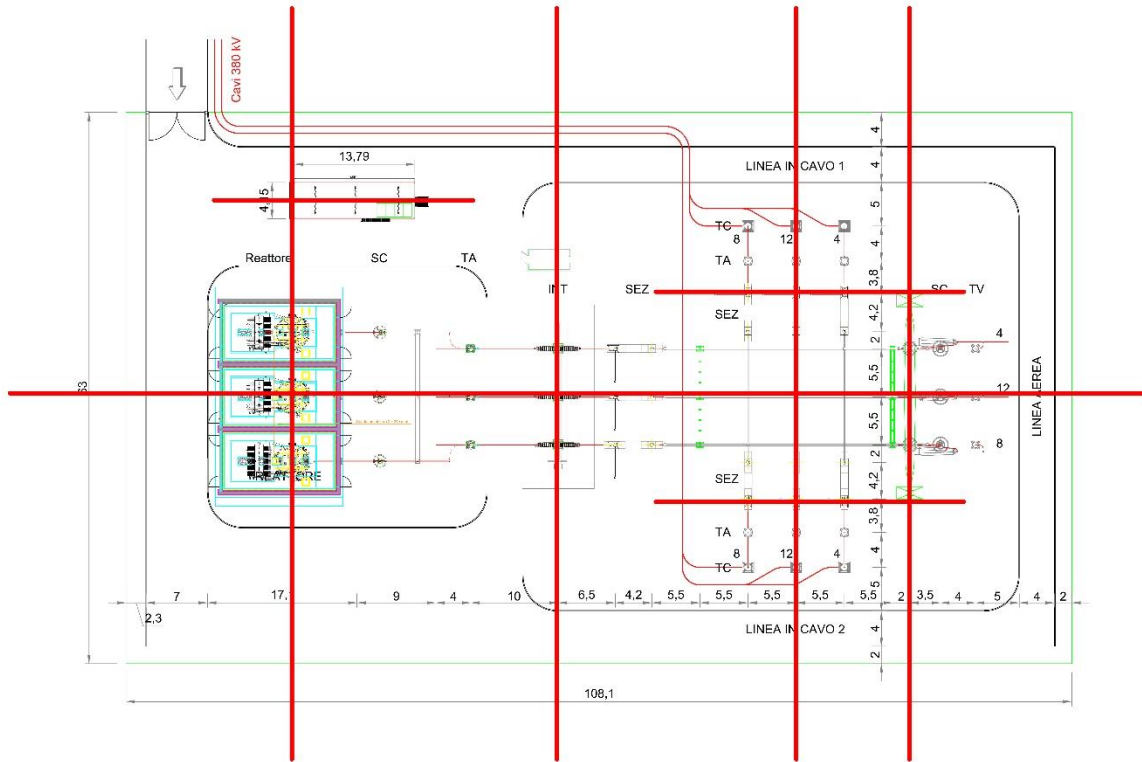 Cavi 380 kV
4
13,79
4
LINEA IN CAVO 1
4,15
5
TC
8
12
4
4
Reattore
SC
TA
TA
3,8
INT
SEZ
SC
TV
SEZ
4,2
2
4
5,5
63
12
LINEA AEREA
5,5
8
2
REATTORE
SEZ
4,2
3,8
TA
4
8
12
4
TC
5
2,3
7
17,1
9
4
10
6,5
4,2
5,5
5,5
5,5
5,5
5,5
2
3,5
4
5
4
2
LINEA IN CAVO 2
4
2
108,1